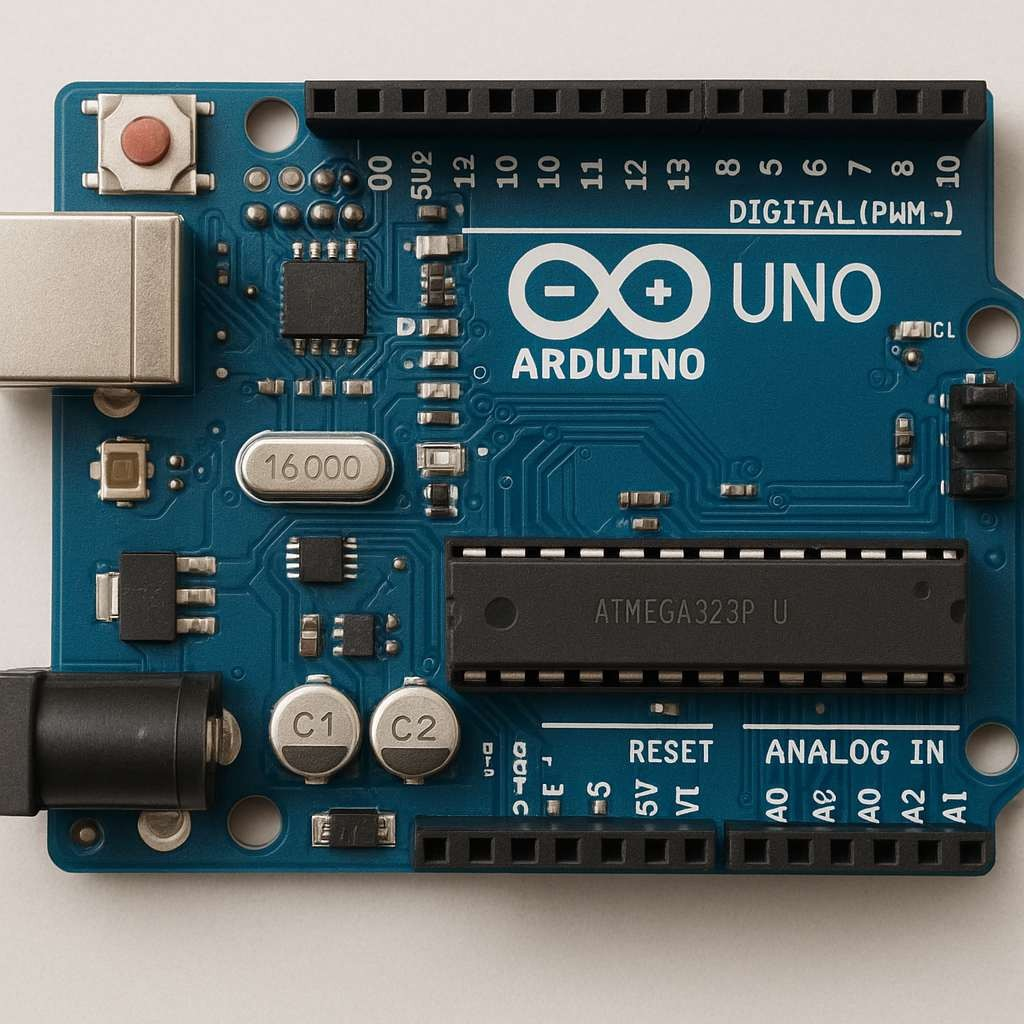 00
5U2
12
10
10
11
12
13
8
5
6
7
8
10
DIGITAL(PWM-)
UNO
ARDUINO
D
CL
16000
ATMEGA323P U
C1
C2
RESET
ANALOG IN
E
5
5V
A0
A0
A2
A1